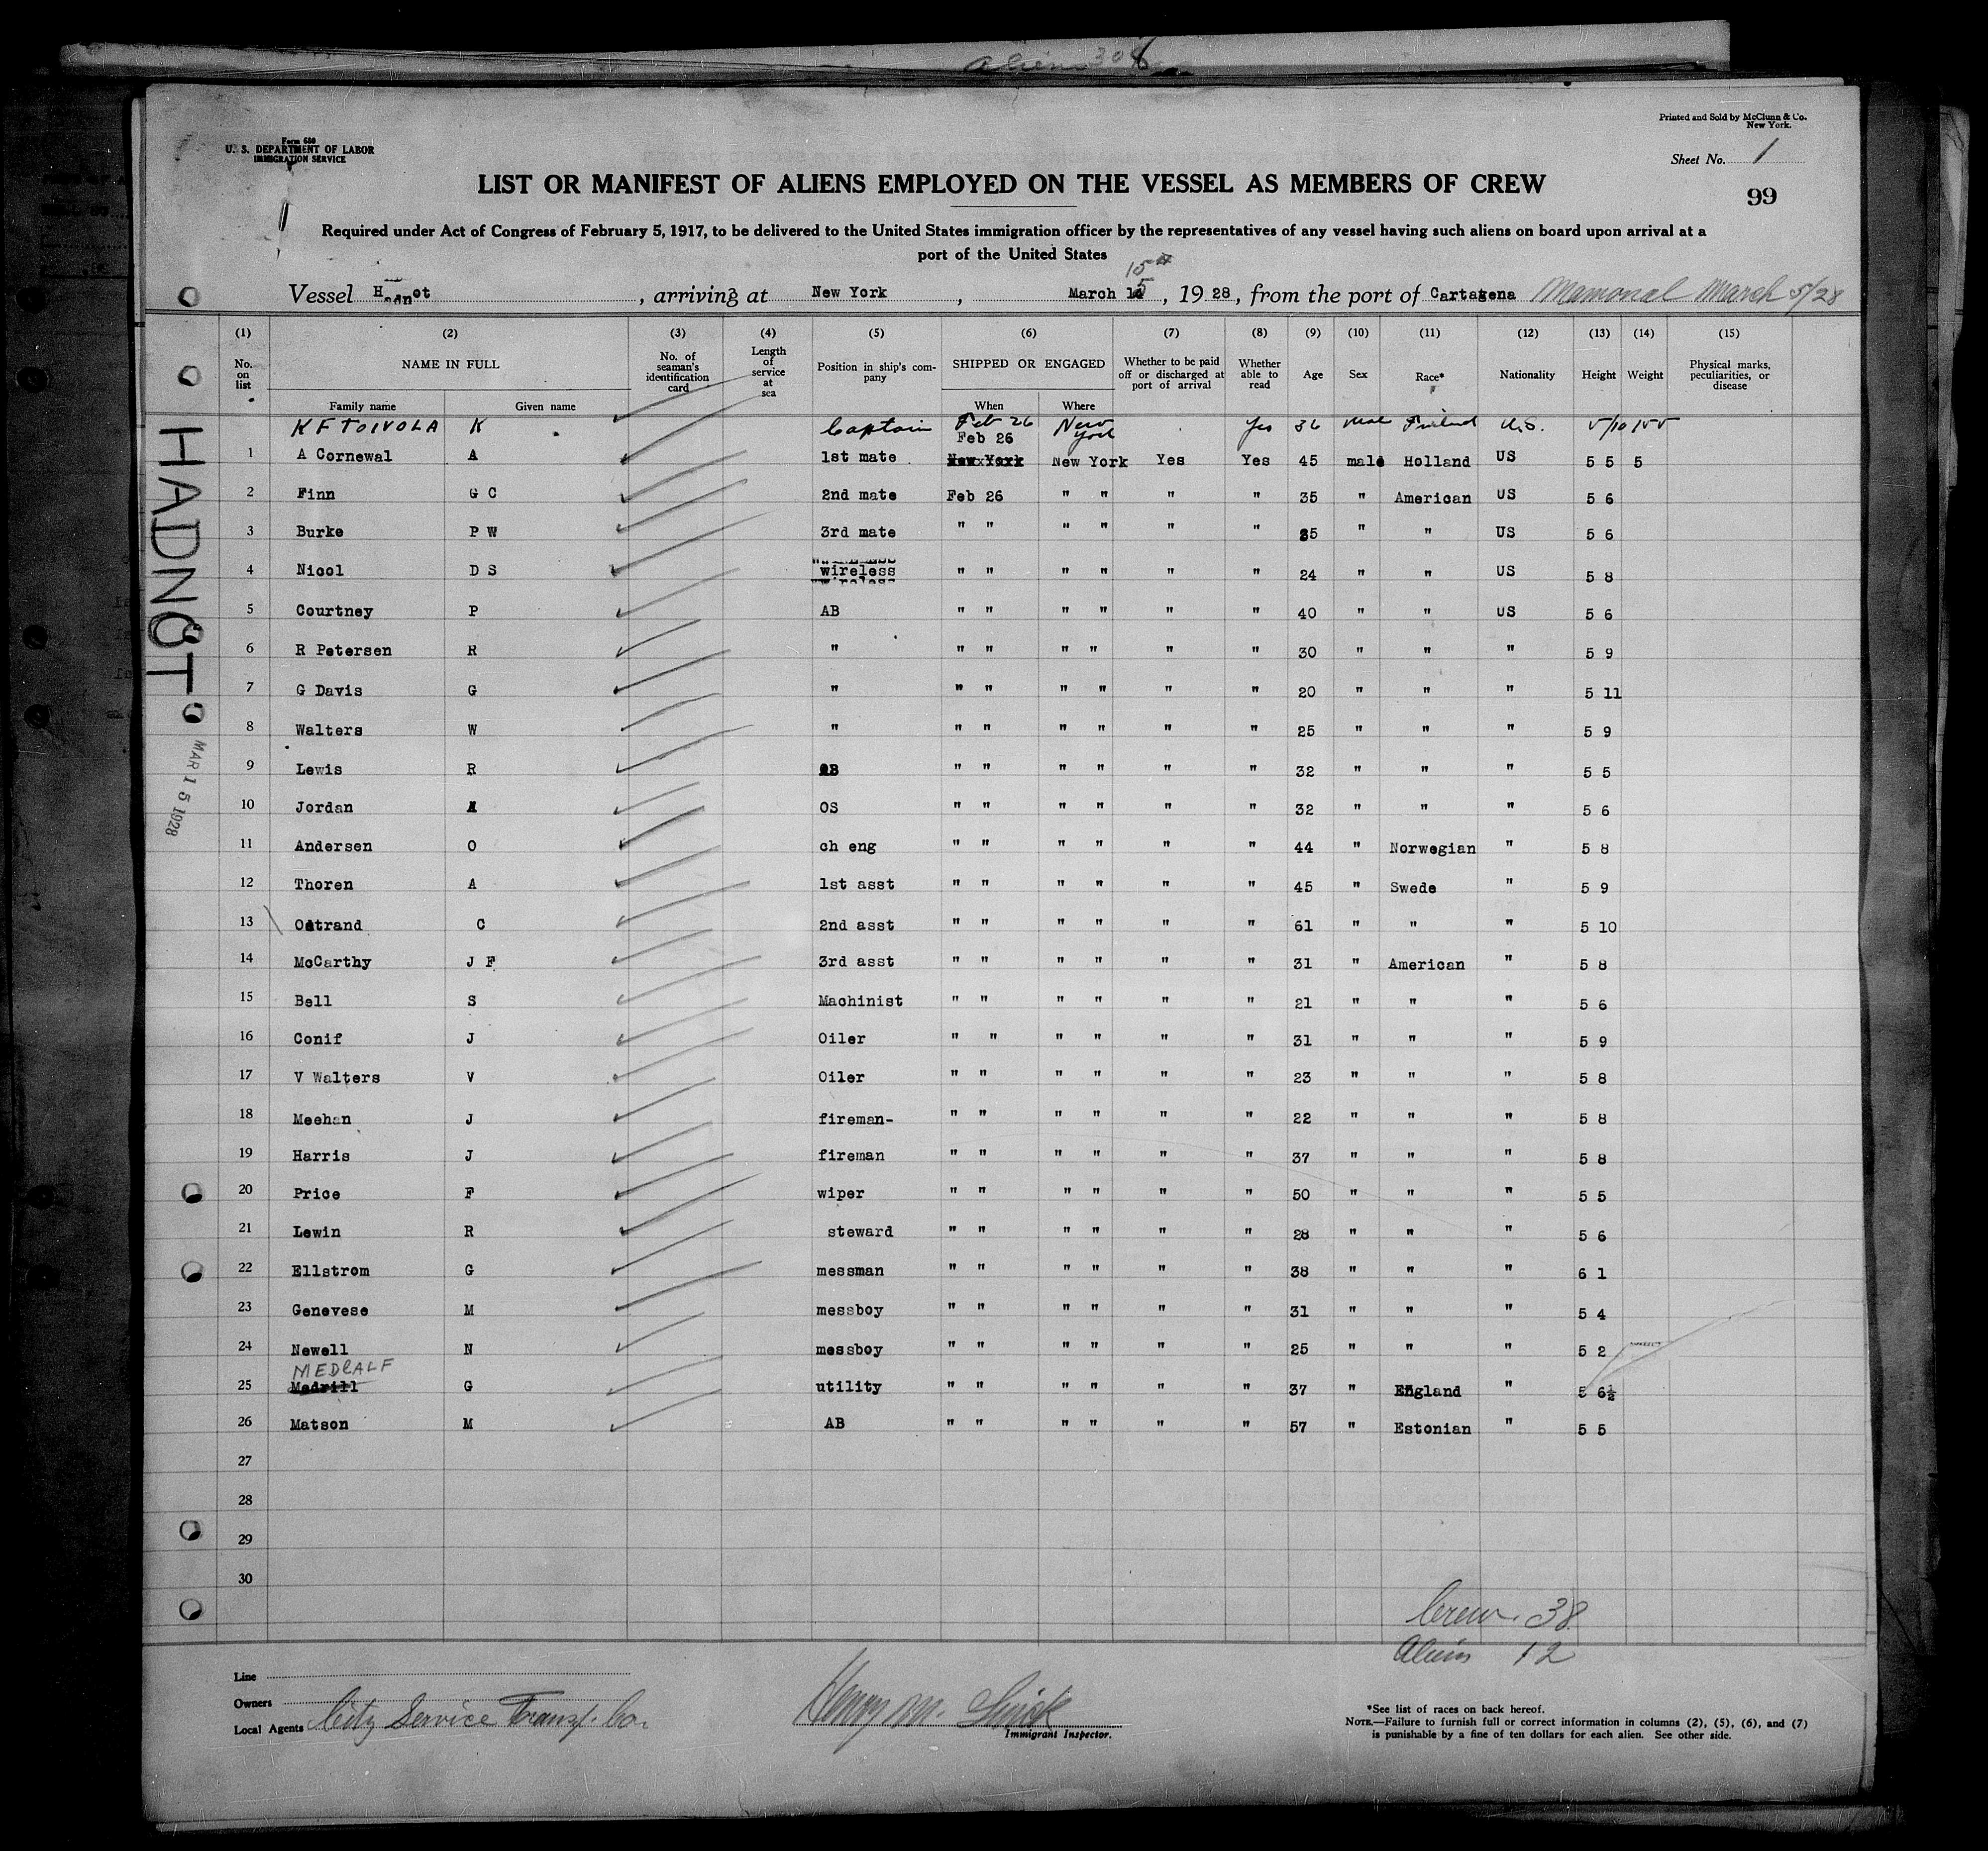 Aliens 308
Form 680
U. S. DEPARTMENT OF LABOR
IMMIGRATION SERVICE
Printed and Sold by McClunn & Co.
New York.
Sheet No. 1
99
LIST OR MANIFEST OF ALIENS EMPLOYED ON THE VESSEL AS MEMBERS OF CREW
Required under Act of Congress of February 5, 1917, to be delivered to the United States immigration officer by the representatives of any vessel having such aliens on board upon arrival at a
port of the United States
15th
Vessel Hadnot, arriving at New York, March 15, 1928, from the port of Cartagena Mamonal March 5/28
(1) (2) (3) (4) (5) (6) (7) (8) (9) (10) (11) (12) (13) (14) (15)
No. on list NAME IN FULL No. of seaman's identification card Length of service at sea Position in ship's company SHIPPED OR ENGAGED Whether to be paid off or discharged at port of arrival Whether able to read Age Sex Race* Nationality Height Weight Physical marks, peculiarities, or disease
Family name Given name When Where
KFTOIVOLA K Captain Feb 26 New York Yes 36 Male Finland U.S. 5/10 155
Feb 26
1 A Cornewal A 1st mate New York New York Yes Yes 45 male Holland US 5 5 5
2 Finn G C 2nd mate Feb 26 " " " " 35 " American US 5 6
3 Burke P W 3rd mate " " " " " " 35 " " US 5 6
4 Nicol D S wireless " " " " " " 24 " " US 5 8
5 Courtney P AB " " " " " " 40 " " US 5 6
6 R Petersen R " " " " " " " 30 " " " 5 9
7 G Davis G " " " " " " " 20 " " " 5 11
8 Walters W " " " " " " " 25 " " " 5 9
9 Lewis R AB " " " " " " 32 " " " 5 5
10 Jordan A OS " " " " " " 32 " " " 5 6
11 Andersen O ch eng " " " " " " 44 " Norwegian " 5 8
12 Thoren A 1st asst " " " " " " 45 " Swede " 5 9
13 Ostrand C 2nd asst " " " " " " 61 " " " 5 10
14 McCarthy J F 3rd asst " " " " " " 31 " American " 5 8
15 Bell S Machinist " " " " " " 21 " " " 5 6
16 Conif J Oiler " " " " " " 31 " " " 5 9
17 V Walters V Oiler " " " " " " 23 " " " 5 8
18 Meehan J fireman- " " " " " " 22 " " " 5 8
19 Harris J fireman " " " " " " 37 " " " 5 8
20 Price F wiper " " " " " " 50 " " " 5 5
21 Lewin R steward " " " " " " 28 " " " 5 6
22 Ellstrom G messman " " " " " " 38 " " " 6 1
23 Genevese M messboy " " " " " " 31 " " " 5 4
24 Newell N messboy " " " " " " 25 " " " 5 2
MEDCALF
25 Medrill G utility " " " " " " 37 " England " 5 6½
26 Matson M AB " " " " " " 57 " Estonian " 5 5
27
28
29
30
HADNOT
MAR 15 1928
Crew 38
Aliens 12
Line
Owners
Local Agents City Service Transp. Co.
Henry M.
Immigrant Inspector.
*See list of races on back hereof.
NOTE.—Failure to furnish full or correct information in columns (2), (5), (6), and (7)
is punishable by a fine of ten dollars for each alien. See other side.